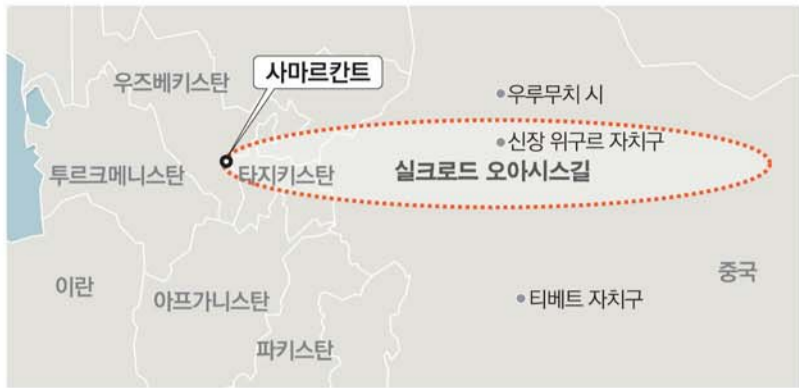 우즈베키스탄
사마르칸트
우루무치 시
신장 위구르 자치구
투르크메니스탄
타지키스탄
실크로드 오아시스길
이란
아프가니스탄
티베트 자치구
중국
파키스탄